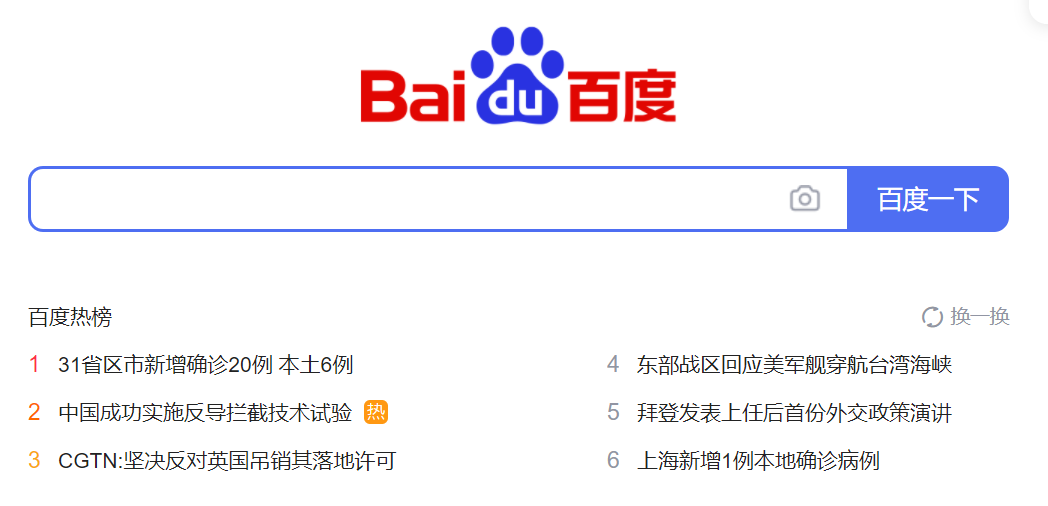 Bai du 百度
百度一下
百度热榜
换一换
1 31省区市新增确诊20例 本土6例
2 中国成功实施反导拦截技术试验 热
3 CGTN:坚决反对英国吊销其落地许可
4 东部战区回应美军舰穿航台湾海峡
5 拜登发表上任后首份外交政策演讲
6 上海新增1例本地确诊病例